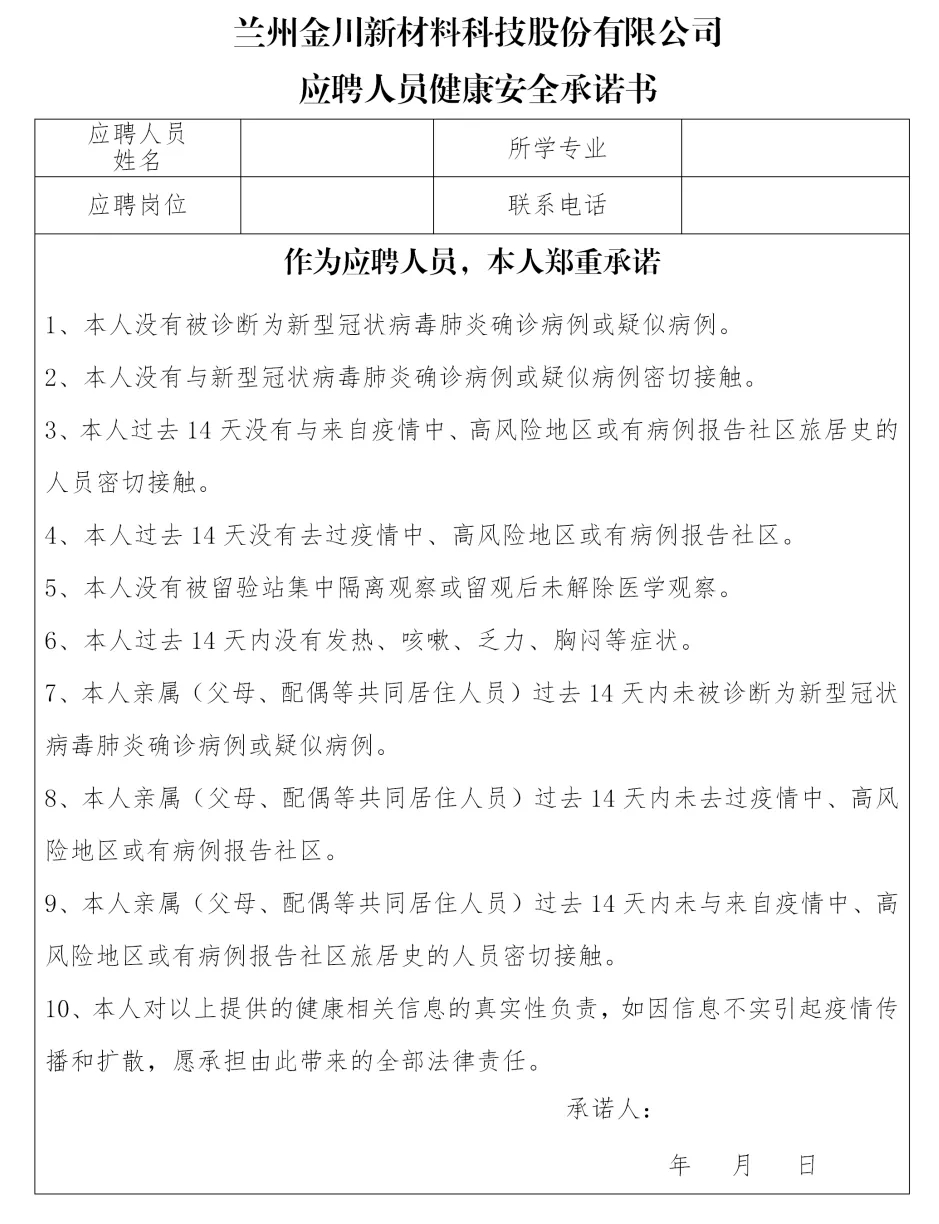 兰州金川新材料科技股份有限公司
应聘人员健康安全承诺书
应聘人员
姓名
所学专业
应聘岗位
联系电话
作为应聘人员，本人郑重承诺
1、本人没有被诊断为新型冠状病毒肺炎确诊病例或疑似病例。
2、本人没有与新型冠状病毒肺炎确诊病例或疑似病例密切接触。
3、本人过去 14 天没有与来自疫情中、高风险地区或有病例报告社区旅居史的
人员密切接触。
4、本人过去 14 天没有去过疫情中、高风险地区或有病例报告社区。
5、本人没有被留验站集中隔离观察或留观后未解除医学观察。
6、本人过去 14 天内没有发热、咳嗽、乏力、胸闷等症状。
7、本人亲属（父母、配偶等共同居住人员）过去 14 天内未被诊断为新型冠状
病毒肺炎确诊病例或疑似病例。
8、本人亲属（父母、配偶等共同居住人员）过去 14 天内未去过疫情中、高风
险地区或有病例报告社区。
9、本人亲属（父母、配偶等共同居住人员）过去 14 天内未与来自疫情中、高
风险地区或有病例报告社区旅居史的人员密切接触。
10、本人对以上提供的健康相关信息的真实性负责，如因信息不实引起疫情传
播和扩散，愿承担由此带来的全部法律责任。
承诺人：
年 月 日